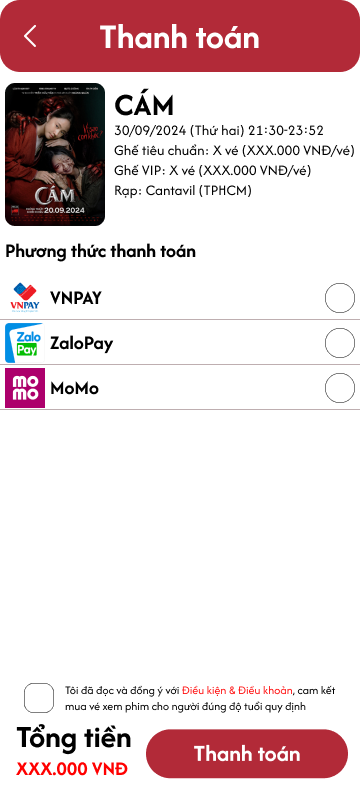 Thanh toán
CÁM
30/09/2024 (Thứ hai) 21:30-23:52
Ghế tiêu chuẩn: X vé (XXX.000 VNĐ/vé)
Ghế VIP: X vé (XXX.000 VNĐ/vé)
Rạp: Cantavil (TPHCM)
CÁM
20.09.2024
Phương thức thanh toán
VNPAY
VNPAY
Zalo
Pay
ZaloPay
mo
mo
MoMo
Tôi đã đọc và đồng ý với Điều kiện & Điều khoản, cam kết
mua vé xem phim cho người đúng độ tuổi quy định
Tổng tiền
XXX.000 VNĐ
Thanh toán